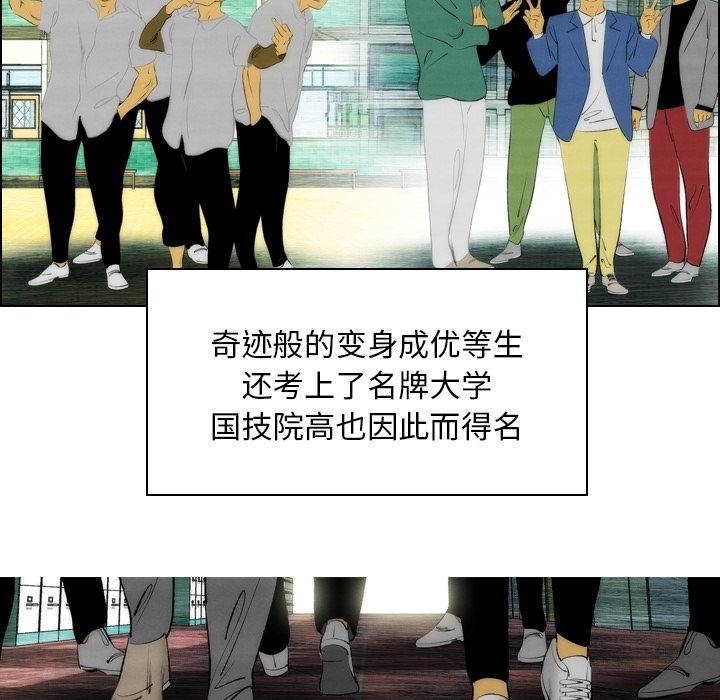 奇迹般的变身成优等生
还考上了名牌大学
国技院高也因此而得名